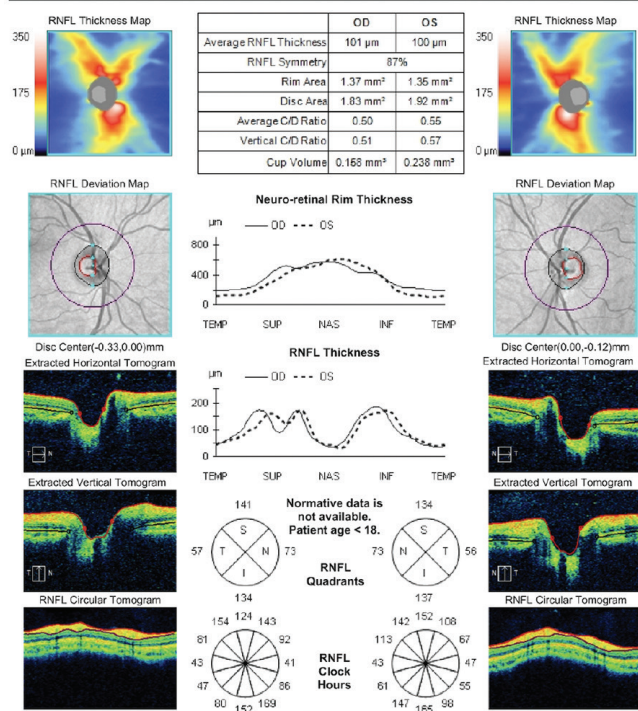 RNFL Thickness Map
OD OS
RNFL Thickness Map
350
175
0 µm
Average RNFL Thickness 101 µm 100 µm
RNFL Symmetry 87%
Rim Area 1.37 mm² 1.35 mm²
Disc Area 1.83 mm² 1.92 mm²
Average C/D Ratio 0.50 0.55
Vertical C/D Ratio 0.51 0.57
Cup Volume 0.158 mm³ 0.238 mm³
350
175
0 µm
RNFL Deviation Map
Neuro-retinal Rim Thickness
RNFL Deviation Map
µm
OD OS
800
400
0
TEMP SUP NAS INF TEMP
Disc Center(-0.33,0.00)mm
Disc Center(0.00,-0.12)mm
Extracted Horizontal Tomogram
RNFL Thickness
Extracted Horizontal Tomogram
µm
OD OS
200
100
0
TEMP SUP NAS INF TEMP
T N
T N
Extracted Vertical Tomogram
Extracted Vertical Tomogram
Normative data is
not available.
Patient age < 18.
141
S
57 T N 73
I
134
RNFL
Quadrants
134
S
73 N T 56
I
137
T N
T N
RNFL Circular Tomogram
RNFL Circular Tomogram
124
154 143
81 92
43 41
47 86
80 169
152
RNFL
Clock
Hours
152
142 108
113 67
43 47
61 55
147 98
165